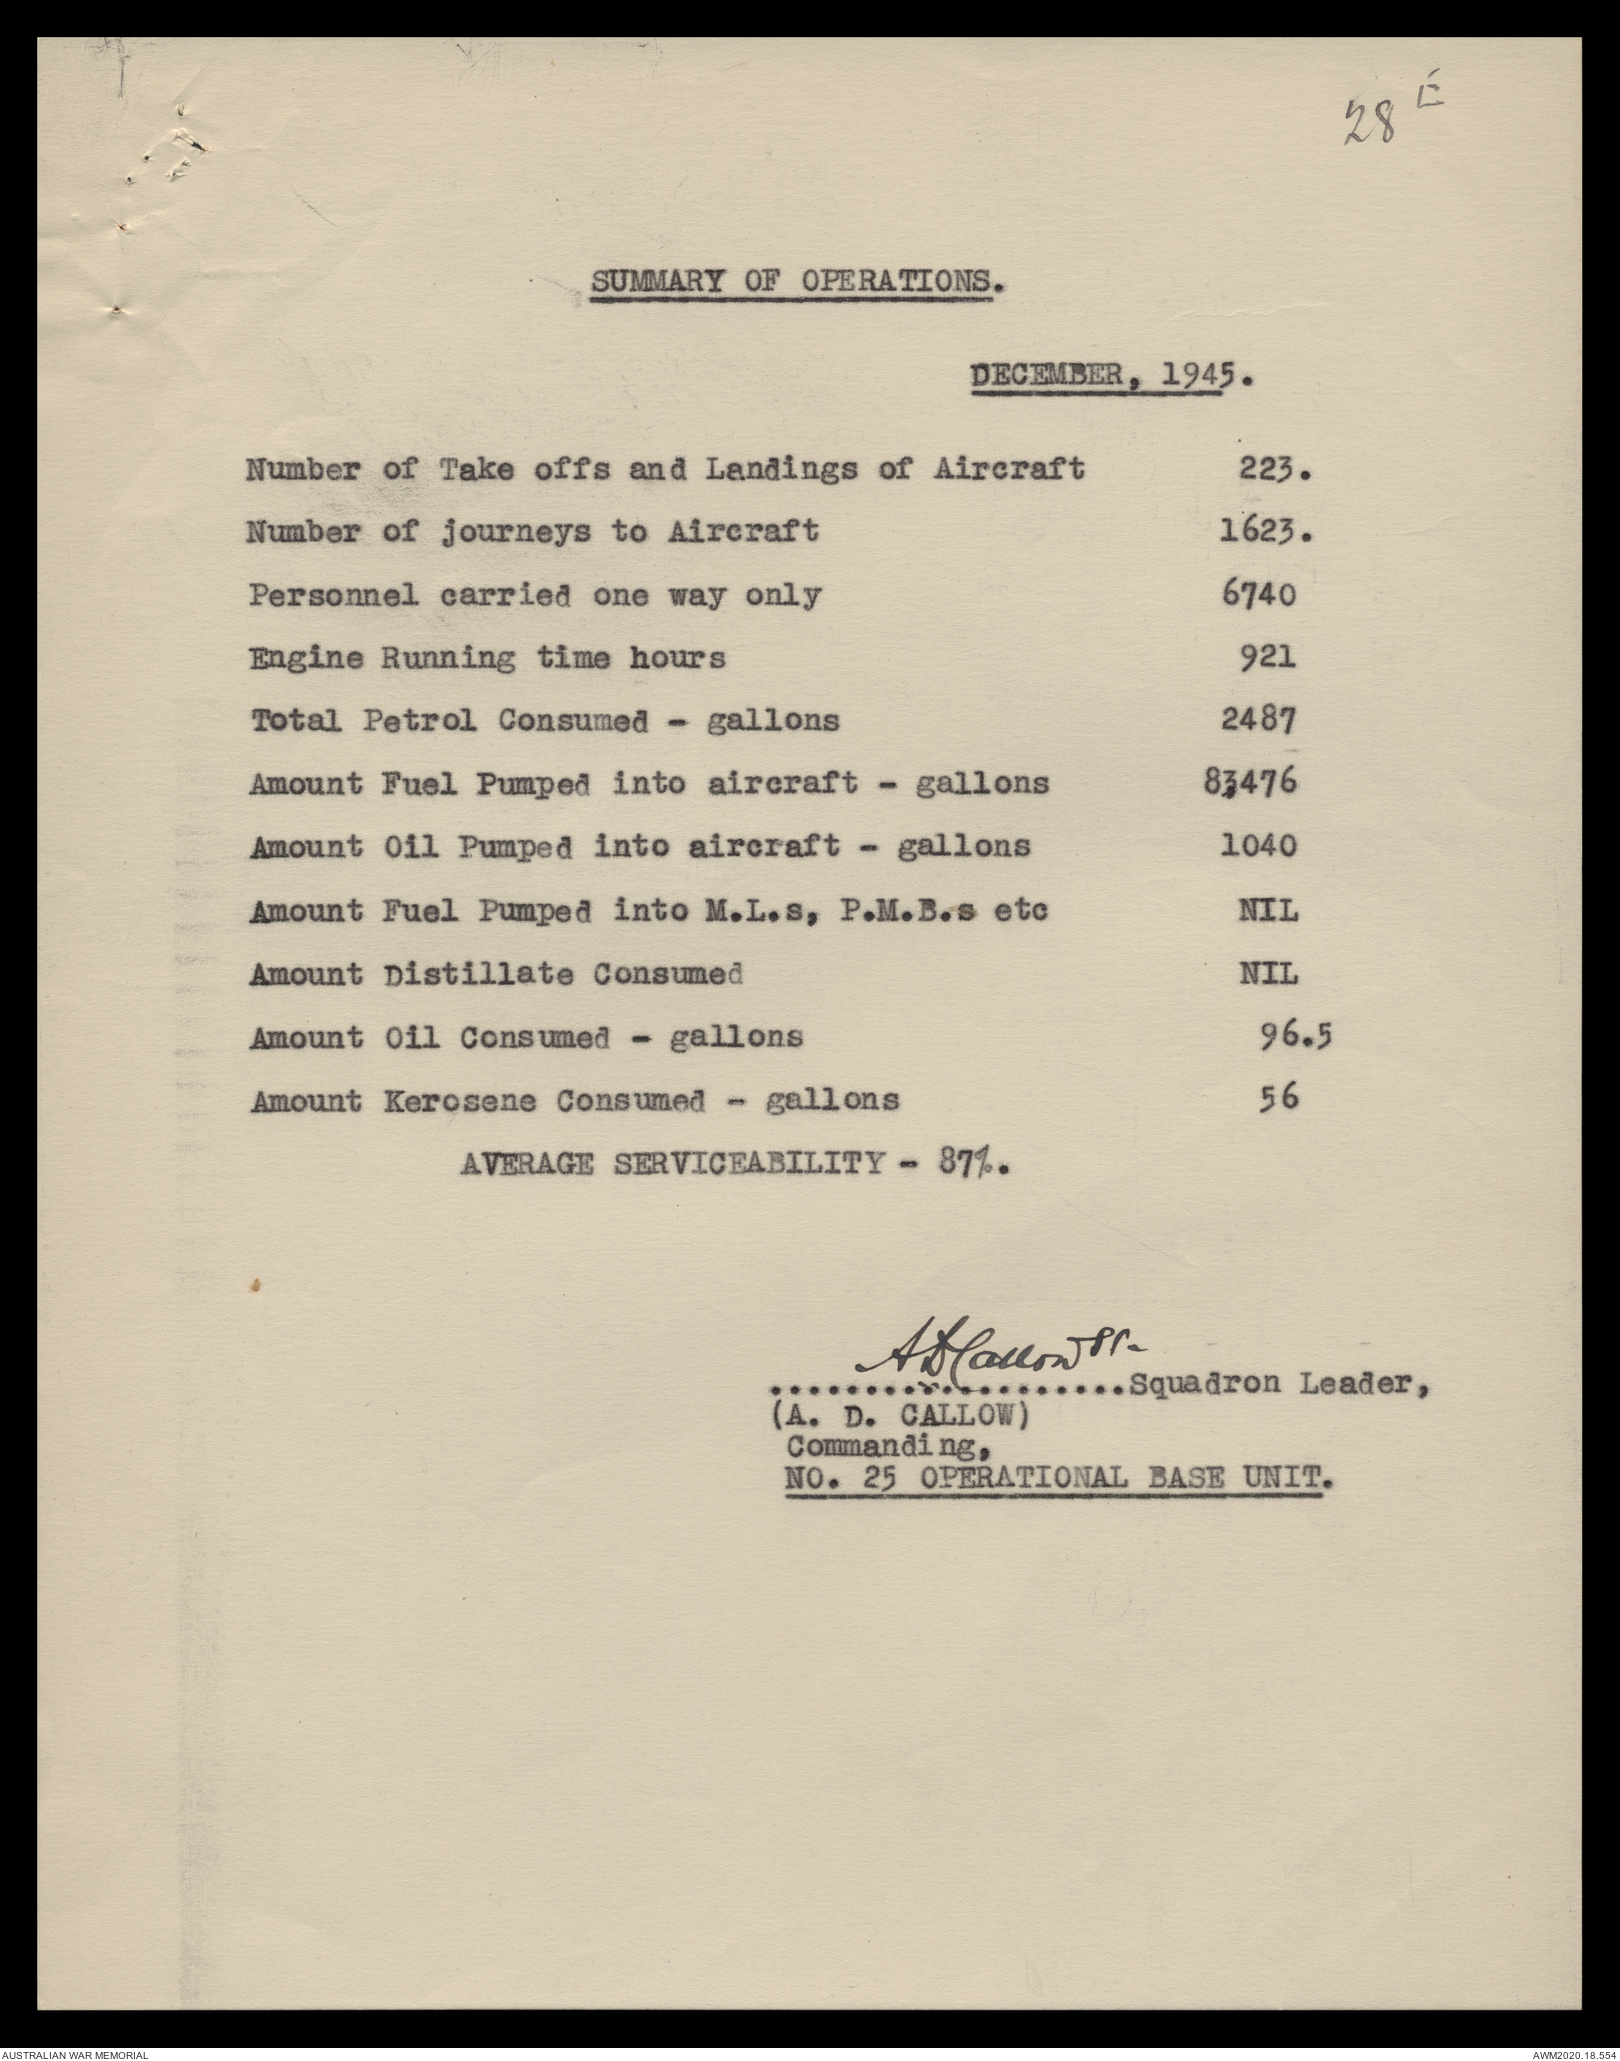 28 E
SUMMARY OF OPERATIONS.
DECEMBER, 1945.
Number of Take offs and Landings of Aircraft 223.
Number of journeys to Aircraft 1623.
Personnel carried one way only 6740
Engine Running time hours 921
Total Petrol Consumed - gallons 2487
Amount Fuel Pumped into aircraft - gallons 83,476
Amount Oil Pumped into aircraft - gallons 1040
Amount Fuel Pumped into M.L.s, P.M.B.s etc NIL
Amount Distillate Consumed NIL
Amount Oil Consumed - gallons 96.5
Amount Kerosene Consumed - gallons 56
AVERAGE SERVICEABILITY - 87%.
A D Callow
...................Squadron Leader,
(A. D. CALLOW)
Commanding,
NO. 25 OPERATIONAL BASE UNIT.
AUSTRALIAN WAR MEMORIAL AWM2020.18.554